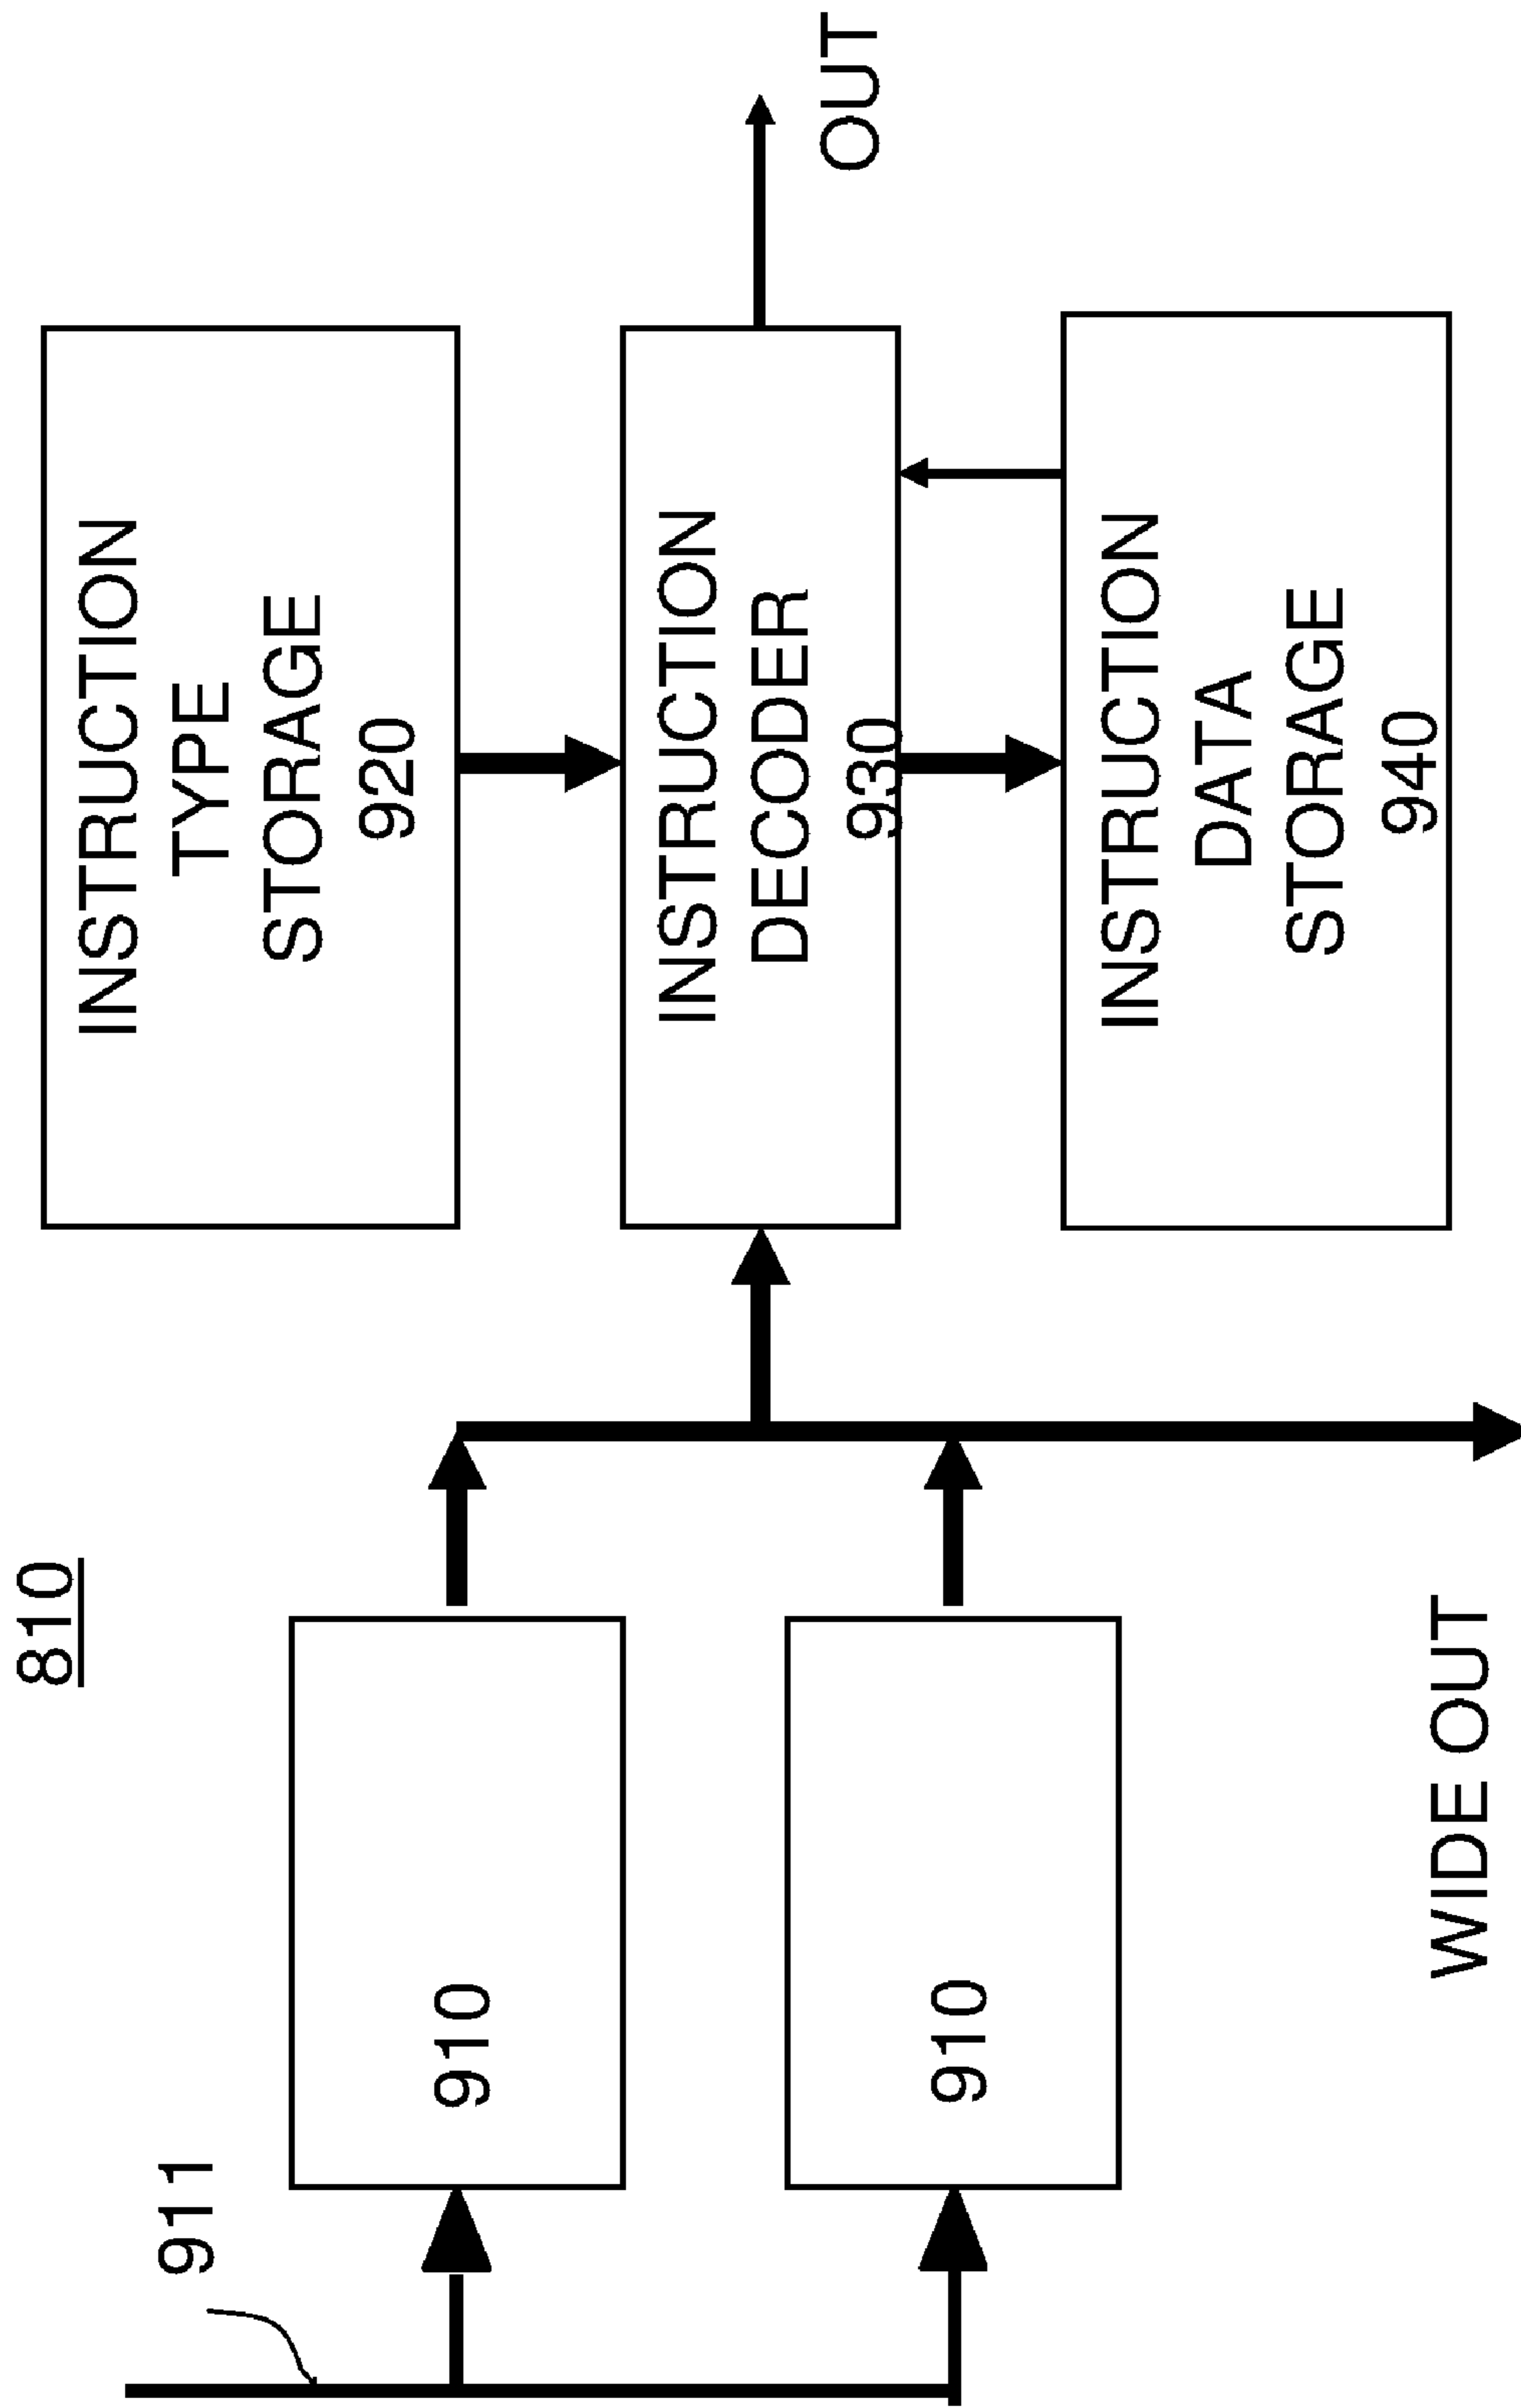 810
911
910
910
WIDE OUT
INSTRUCTION
TYPE
STORAGE
920
INSTRUCTION
DECODER
930
INSTRUCTION
DATA
STORAGE
940
OUT